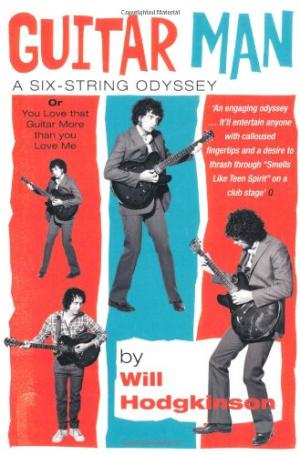 GUITAR MAN
A SIX-STRING ODYSSEY
Or
You Love that
Guitar More
than you
Love Me
'An engaging odyssey
... it'll entertain anyone
with calloused
fingertips and a desire to
thrash through "Smells
Like Teen Spirit" on a
club stage' Q
by
Will
Hodgkinson